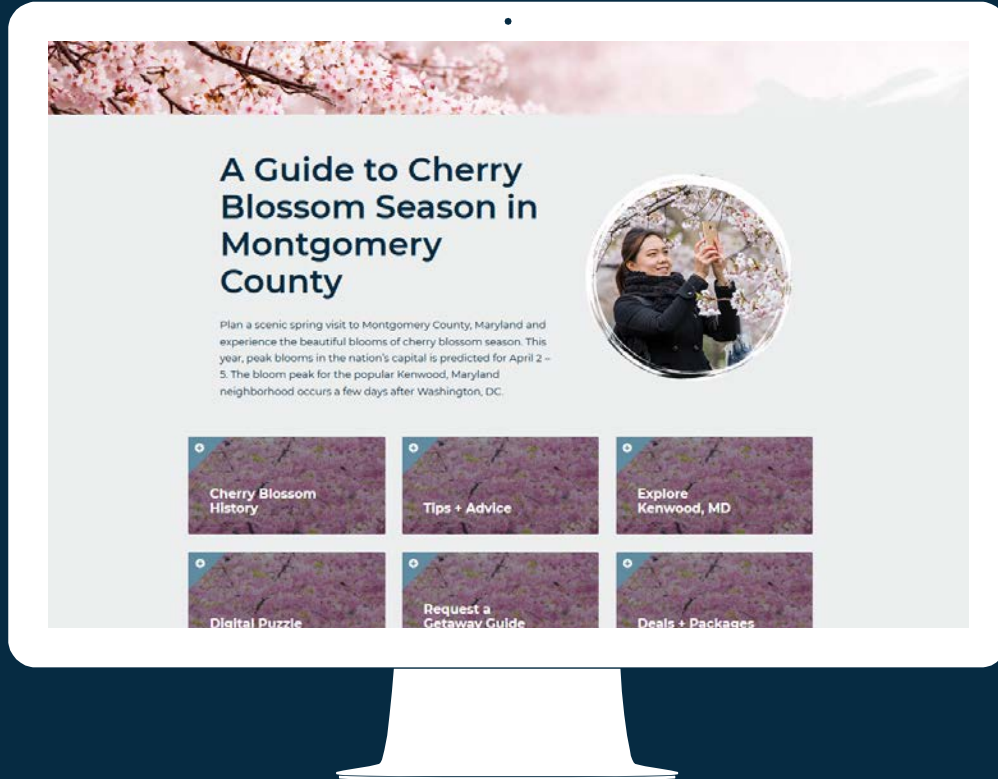 A Guide to Cherry
Blossom Season in
Montgomery
County
Plan a scenic spring visit to Montgomery County, Maryland and
experience the beautiful blooms of cherry blossom season. This
year, peak blooms in the nation's capital is predicted for April 2 –
5. The bloom peak for the popular Kenwood, Maryland
neighborhood occurs a few days after Washington, DC.
Cherry Blossom
History
Tips + Advice
Explore
Kenwood, MD
Digital Puzzle
Request a
Getaway Guide
Deals + Packages